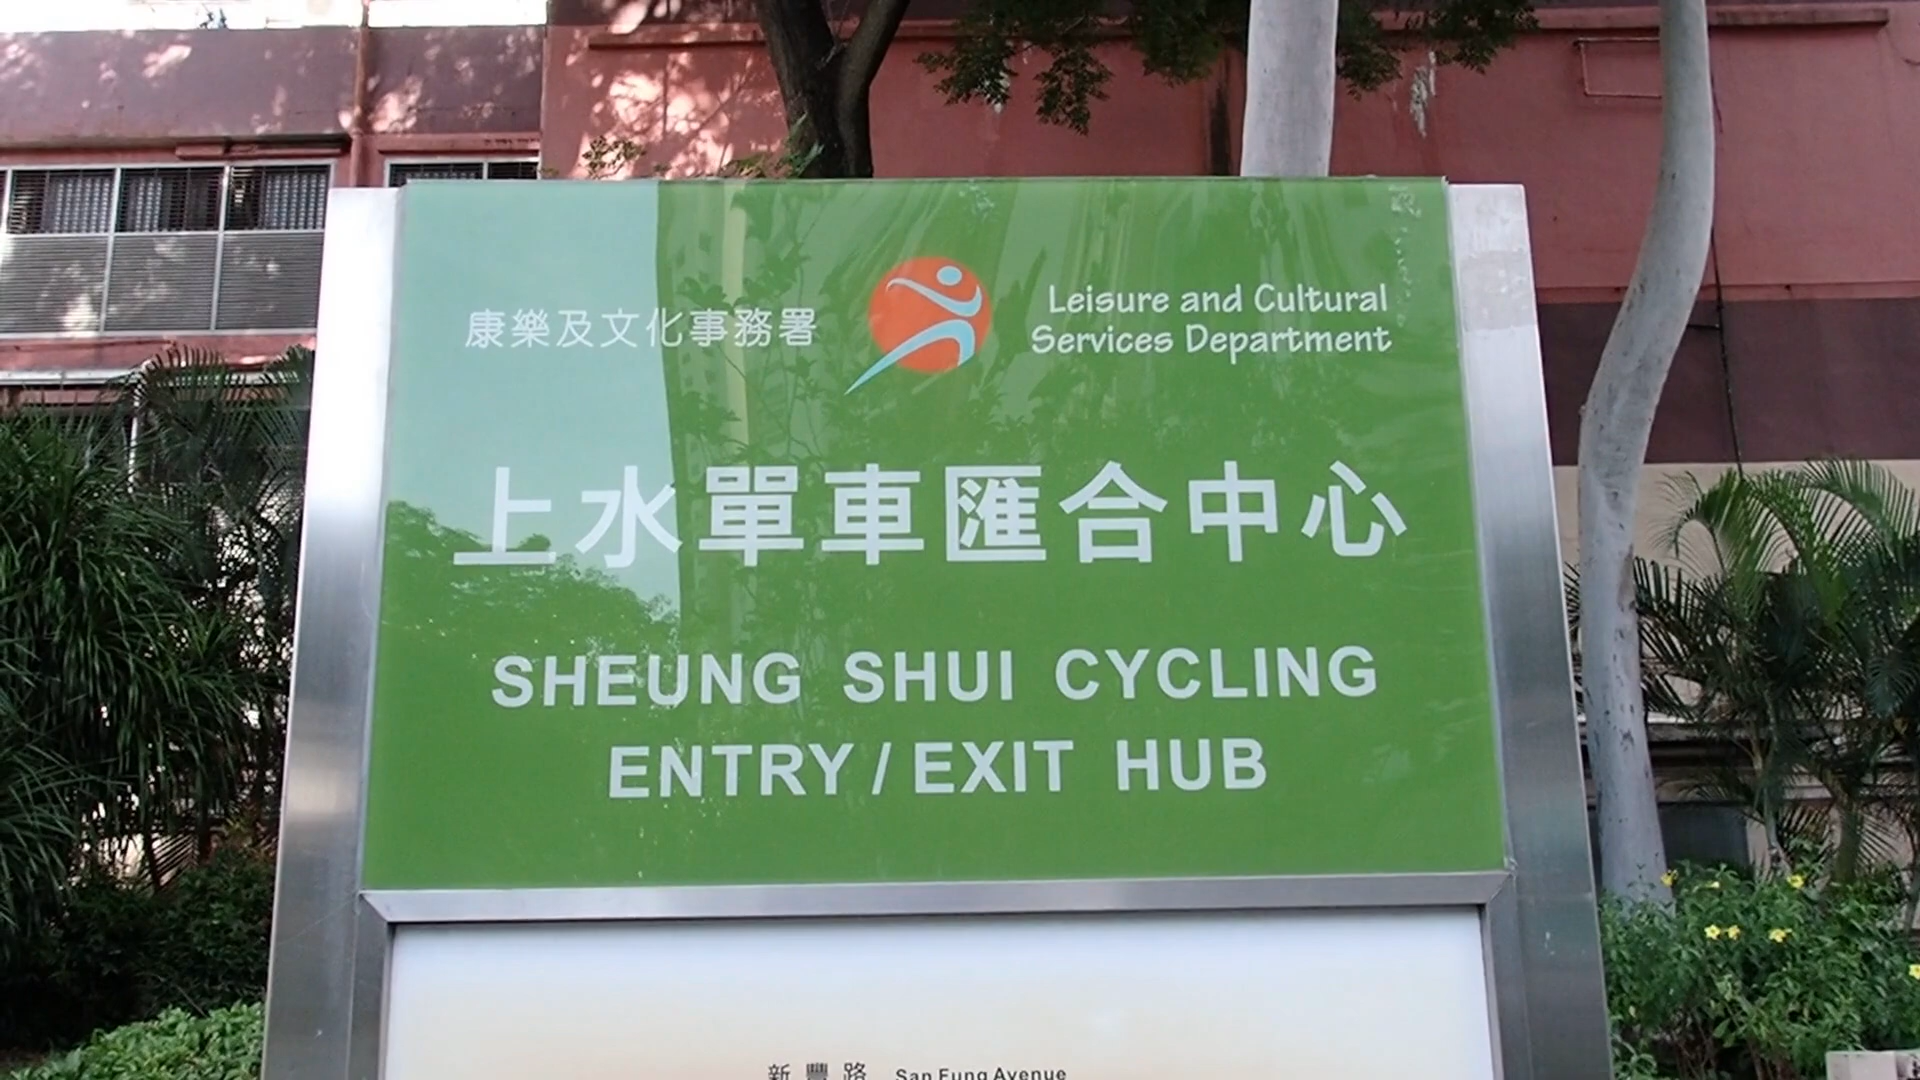 康樂及文化事務署
Leisure and Cultural
Services Department
上水單車匯合中心
SHEUNG SHUI CYCLING
ENTRY / EXIT HUB
新豐路 San Fung Avenue